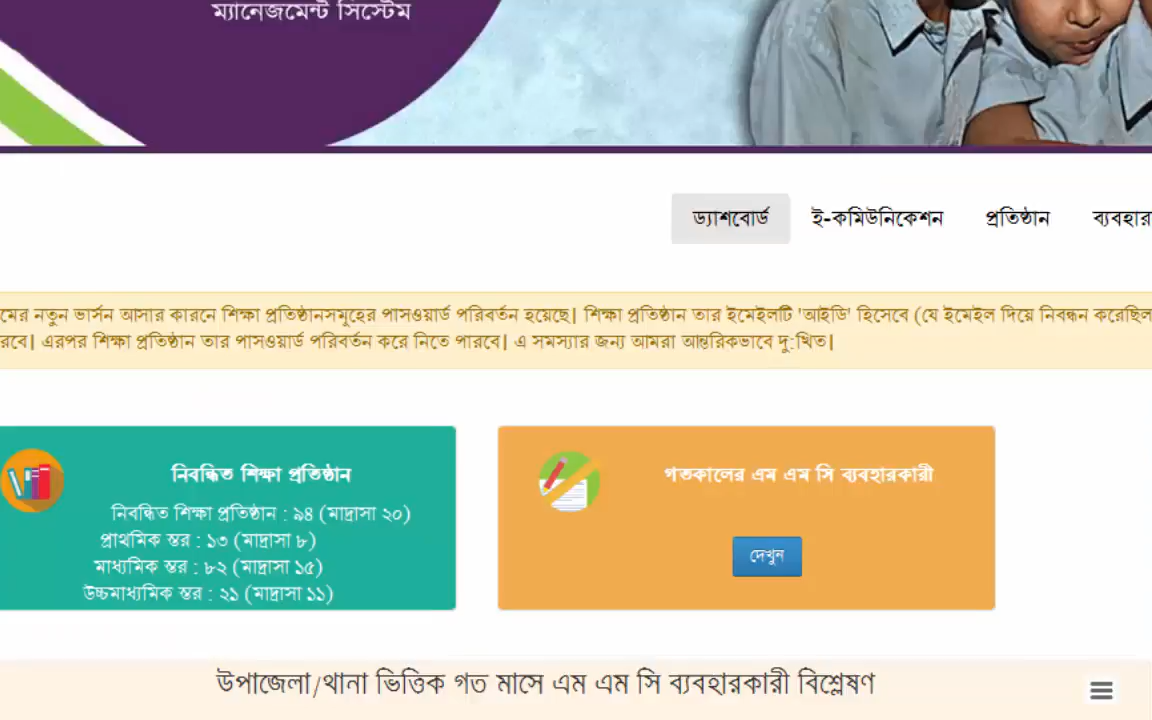 ম্যানেজমেন্ট সিস্টেম
ড্যাশবোর্ড ই-কমিউনিকেশন প্রতিষ্ঠান
নতুন ভার্সন আসার কারনে শিক্ষা প্রতিষ্ঠানসমুহের পাসওয়ার্ড পরিবর্তন হয়েছে। শিক্ষা প্রতিষ্ঠান তার ইমেইলটি 'আইডি' হিসেবে (যে ইমেইল দিয়ে নিবন্ধন
এরপর শিক্ষা প্রতিষ্ঠান তার পাসওয়ার্ড পরিবর্তন করে নিতে পারবে। এ সমস্যার জন্য আমরা আন্তরিকভাবে দু:খিত।
নিবন্ধিত শিক্ষা প্রতিষ্ঠান
নিবন্ধিত শিক্ষা প্রতিষ্ঠান : ৯৪ (মাদ্রাসা ২০)
প্রাথমিক স্তর : ১৩ (মাদ্রাসা ৮)
মাধ্যমিক স্তর : ৮২ (মাদ্রাসা ১৫)
উচ্চমাধ্যমিক স্তর : ২১ (মাদ্রাসা ১১)
গতকালের এম এম সি ব্যবহারকারী
দেখুন
উপাজেলা/থানা ভিত্তিক গত মাসে এম এম সি ব্যবহারকারী বিশ্লেষণ